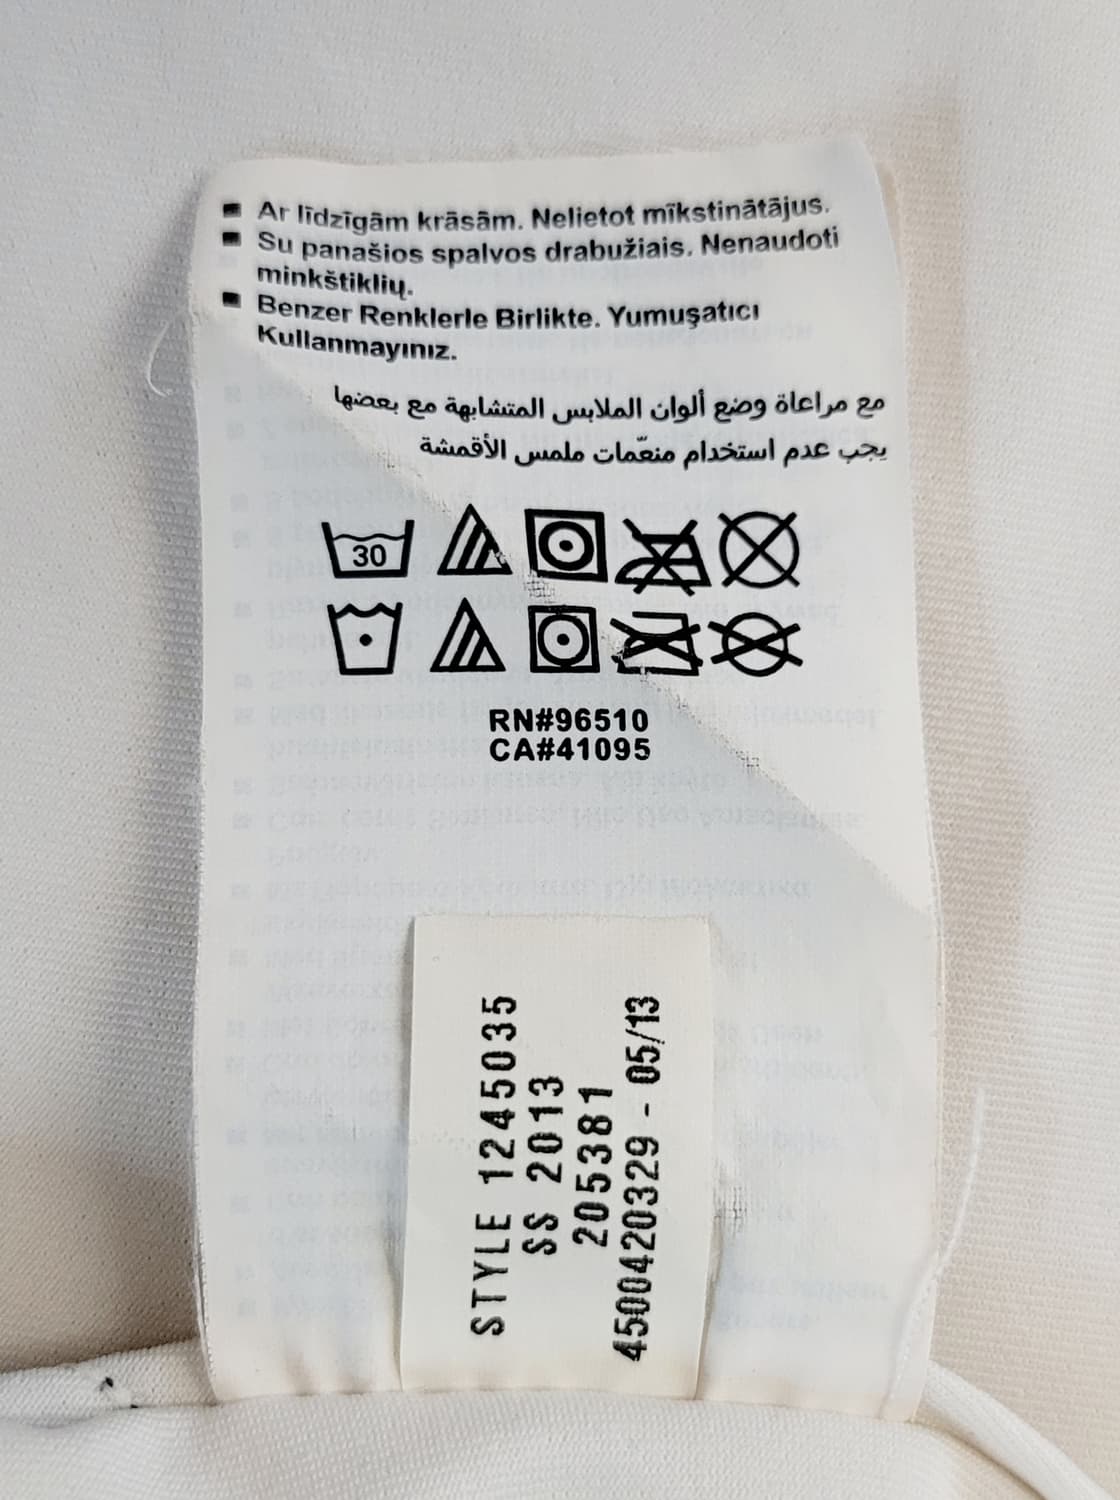 ▪ Ar līdzīgām krāsām. Nelietot mīkstinātājus.
▪ Su panašios spalvos drabužiais. Nenaudoti
minkštiklių.
▪ Benzer Renklerle Birlikte. Yumuşatıcı
Kullanmayınız.
مع مراعاة وضع ألوان الملابس المتشابهة مع بعضها
يجب عدم استخدام منعّمات ملمس الأقمشة
30
RN#96510
CA#41095
STYLE 1245035
SS 2013
205381
4500420329 - 05/13